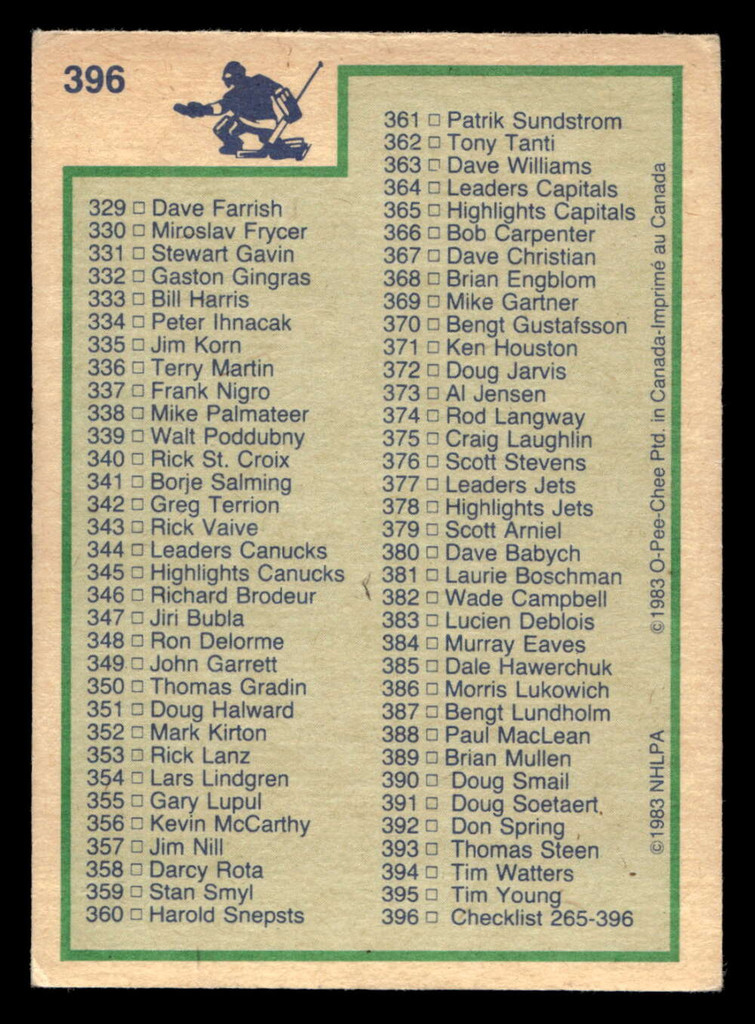 396
329 □ Dave Farrish
330 □ Miroslav Frycer
331 □ Stewart Gavin
332 □ Gaston Gingras
333 □ Bill Harris
334 □ Peter Ihnacak
335 □ Jim Korn
336 □ Terry Martin
337 □ Frank Nigro
338 □ Mike Palmateer
339 □ Walt Poddubny
340 □ Rick St. Croix
341 □ Borje Salming
342 □ Greg Terrion
343 □ Rick Vaive
344 □ Leaders Canucks
345 □ Highlights Canucks
346 □ Richard Brodeur
347 □ Jiri Bubla
348 □ Ron Delorme
349 □ John Garrett
350 □ Thomas Gradin
351 □ Doug Halward
352 □ Mark Kirton
353 □ Rick Lanz
354 □ Lars Lindgren
355 □ Gary Lupul
356 □ Kevin McCarthy
357 □ Jim Nill
358 □ Darcy Rota
359 □ Stan Smyl
360 □ Harold Snepsts
361 □ Patrik Sundstrom
362 □ Tony Tanti
363 □ Dave Williams
364 □ Leaders Capitals
365 □ Highlights Capitals
366 □ Bob Carpenter
367 □ Dave Christian
368 □ Brian Engblom
369 □ Mike Gartner
370 □ Bengt Gustafsson
371 □ Ken Houston
372 □ Doug Jarvis
373 □ Al Jensen
374 □ Rod Langway
375 □ Craig Laughlin
376 □ Scott Stevens
377 □ Leaders Jets
378 □ Highlights Jets
379 □ Scott Arniel
380 □ Dave Babych
381 □ Laurie Boschman
382 □ Wade Campbell
383 □ Lucien Deblois
384 □ Murray Eaves
385 □ Dale Hawerchuk
386 □ Morris Lukowich
387 □ Bengt Lundholm
388 □ Paul MacLean
389 □ Brian Mullen
390 □ Doug Smail
391 □ Doug Soetaert
392 □ Don Spring
393 □ Thomas Steen
394 □ Tim Watters
395 □ Tim Young
396 □ Checklist 265-396
©1983 NHLPA
©1983 O-Pee-Chee Ptd. in Canada-Imprimé au Canada